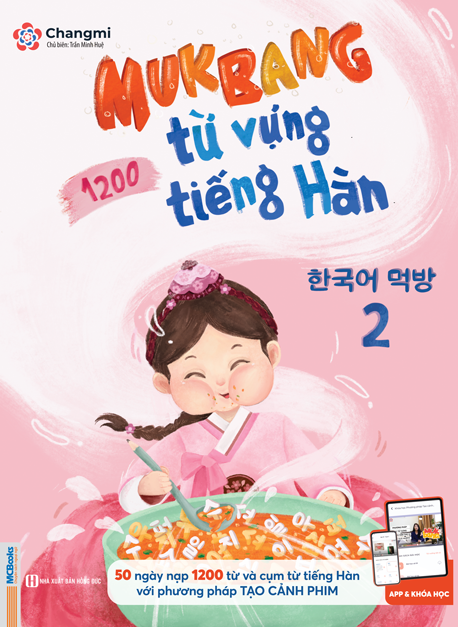 Changmi
Chủ biên: Trần Minh Huệ
MUKBANG
1200
từ vựng
tiếng Hàn
한국어 먹방
2
MCBooks
NHÀ XUẤT BẢN HỒNG ĐỨC
50 ngày nạp 1200 từ và cụm từ tiếng Hàn
với phương pháp TẠO CẢNH PHIM
APP & KHÓA HỌC